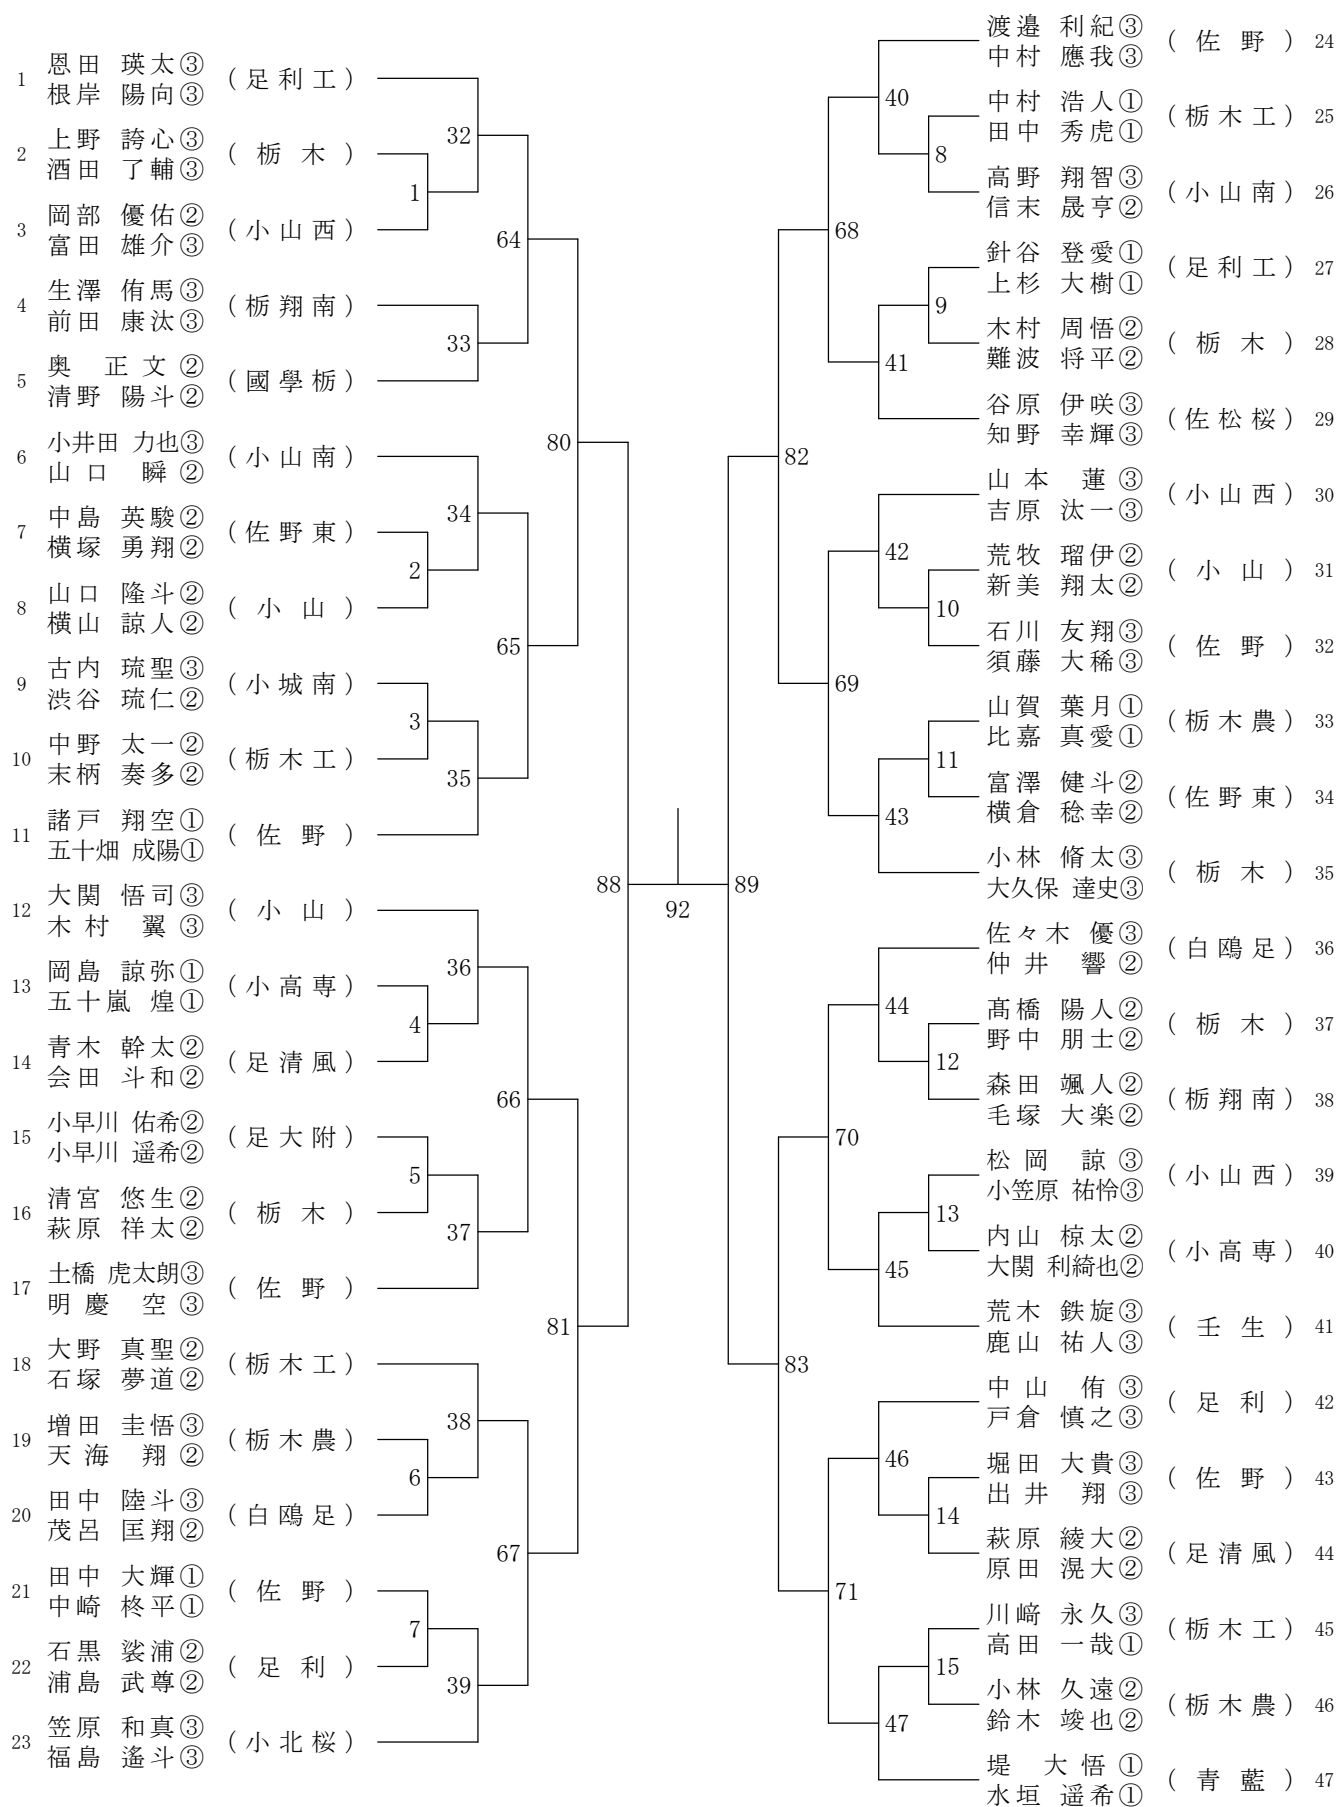 1 恩田 瑛太③ (足利工)
根岸 陽向③
2 上野 誇心③ (栃木)
酒田 了輔③
3 岡部 優佑② (小山西)
富田 雄介③
4 生澤 侑馬③ (栃翔南)
前田 康汰③
5 奥 正文② (國學栃)
清野 陽斗②
6 小井田 力也③ (小山南)
山口 瞬②
7 中島 英駿② (佐野東)
横塚 勇翔②
8 山口 隆斗② (小山)
横山 諒人②
9 古内 琉聖③ (小城南)
渋谷 琉仁②
10 中野 太一② (栃木工)
末柄 奏多②
11 諸戸 翔空① (佐野)
五十畑 成陽①
12 大関 悟司③ (小山)
木村 翼③
13 岡島 諒弥① (小高専)
五十嵐 煌①
14 青木 幹太② (足清風)
会田 斗和②
15 小早川 佑希② (足大附)
小早川 遥希②
16 清宮 悠生② (栃木)
萩原 祥太②
17 土橋 虎太朗③ (佐野)
明慶 空③
18 大野 真聖② (栃木工)
石塚 夢道②
19 増田 圭悟③ (栃木農)
天海 翔②
20 田中 陸斗③ (白鴎足)
茂呂 匡翔②
21 田中 大輝① (佐野)
中崎 柊平①
22 石黒 裟浦② (足利)
浦島 武尊②
23 笠原 和真③ (小北桜)
福島 遙斗③
1
2
3
4
5
6
7
32
33
34
35
36
37
38
39
64
65
66
67
80
81
88
92
89
82
83
68
69
70
71
40
41
42
43
44
45
46
47
8
9
10
11
12
13
14
15
渡邉 利紀③ (佐野) 24
中村 應我③
中村 浩人① (栃木工) 25
田中 秀虎①
高野 翔智③ (小山南) 26
信末 晟亨②
針谷 登愛① (足利工) 27
上杉 大樹①
木村 周悟② (栃木) 28
難波 将平②
谷原 伊咲③ (佐松桜) 29
知野 幸輝③
山本 蓮③ (小山西) 30
吉原 汰一③
荒牧 瑠伊② (小山) 31
新美 翔太②
石川 友翔③ (佐野) 32
須藤 大稀③
山賀 葉月① (栃木農) 33
比嘉 真愛①
富澤 健斗② (佐野東) 34
横倉 稔幸②
小林 脩太③ (栃木) 35
大久保 達史③
佐々木 優③ (白鴎足) 36
仲井 響②
髙橋 陽人② (栃木) 37
野中 朋士②
森田 颯人② (栃翔南) 38
毛塚 大楽②
松岡 諒③ (小山西) 39
小笠原 祐怜③
内山 椋太② (小高専) 40
大関 利綺也②
荒木 鉄旋③ (壬生) 41
鹿山 祐人③
中山 侑③ (足利) 42
戸倉 慎之③
堀田 大貴③ (佐野) 43
出井 翔③
萩原 綾大② (足清風) 44
原田 滉大②
川﨑 永久③ (栃木工) 45
高田 一哉①
小林 久遠② (栃木農) 46
鈴木 竣也②
堤 大悟① (青藍) 47
水垣 遥希①